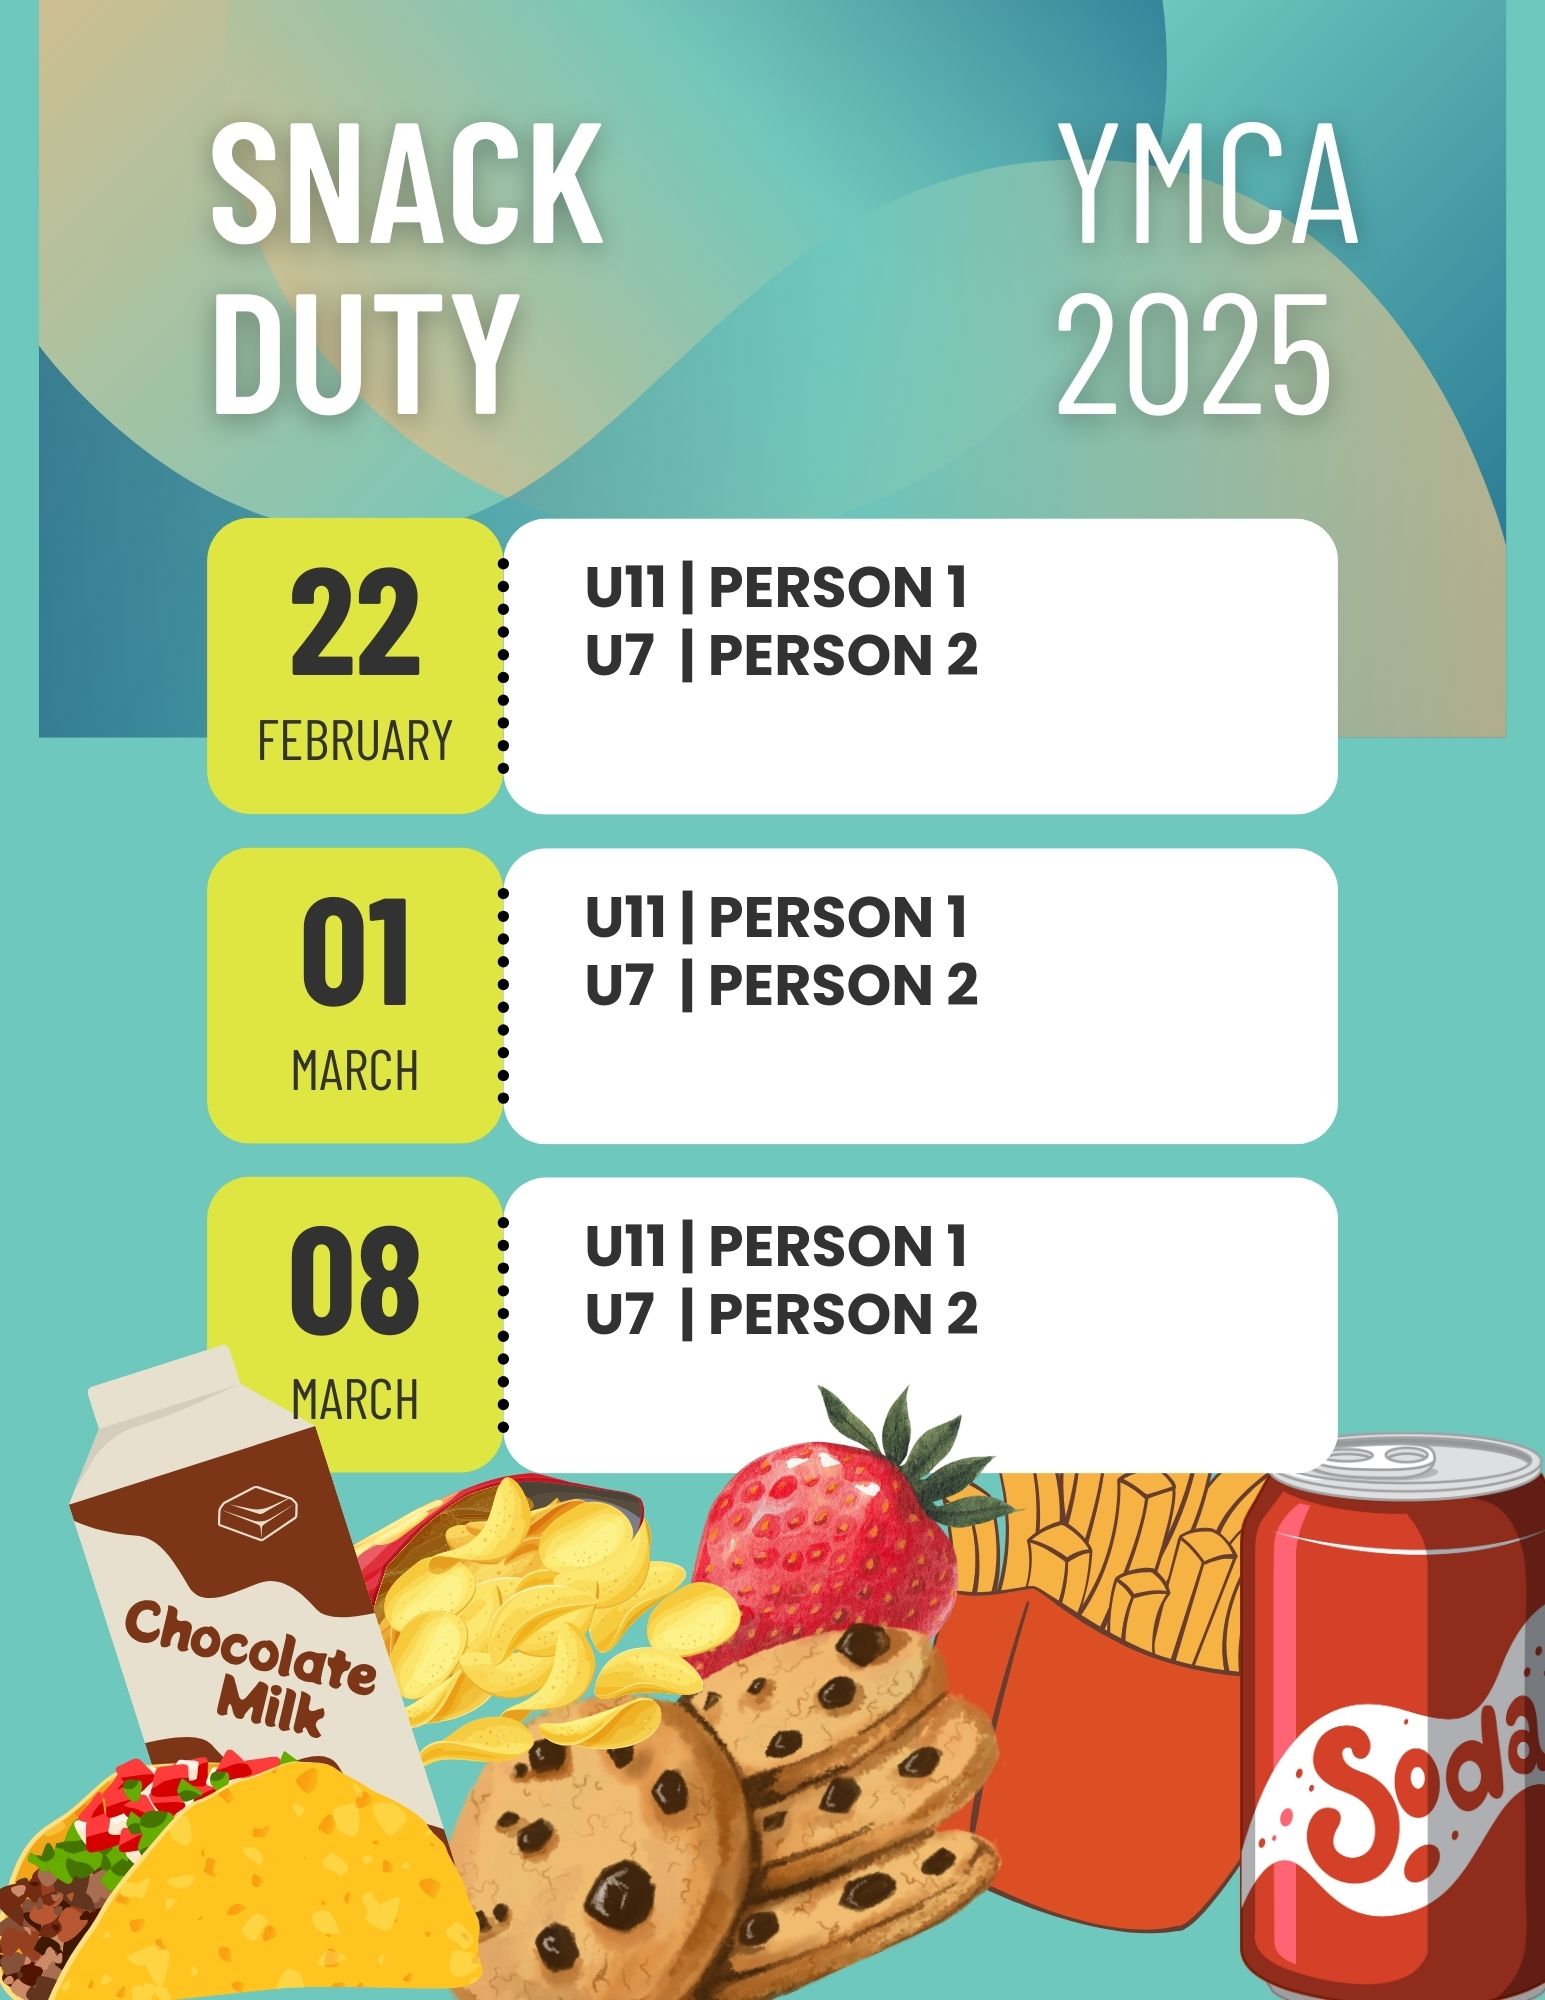 SNACK
DUTY
YMCA
2025
22
FEBRUARY
U11 | PERSON 1
U7 | PERSON 2
01
MARCH
U11 | PERSON 1
U7 | PERSON 2
08
MARCH
U11 | PERSON 1
U7 | PERSON 2
Chocolate
Milk
Soda